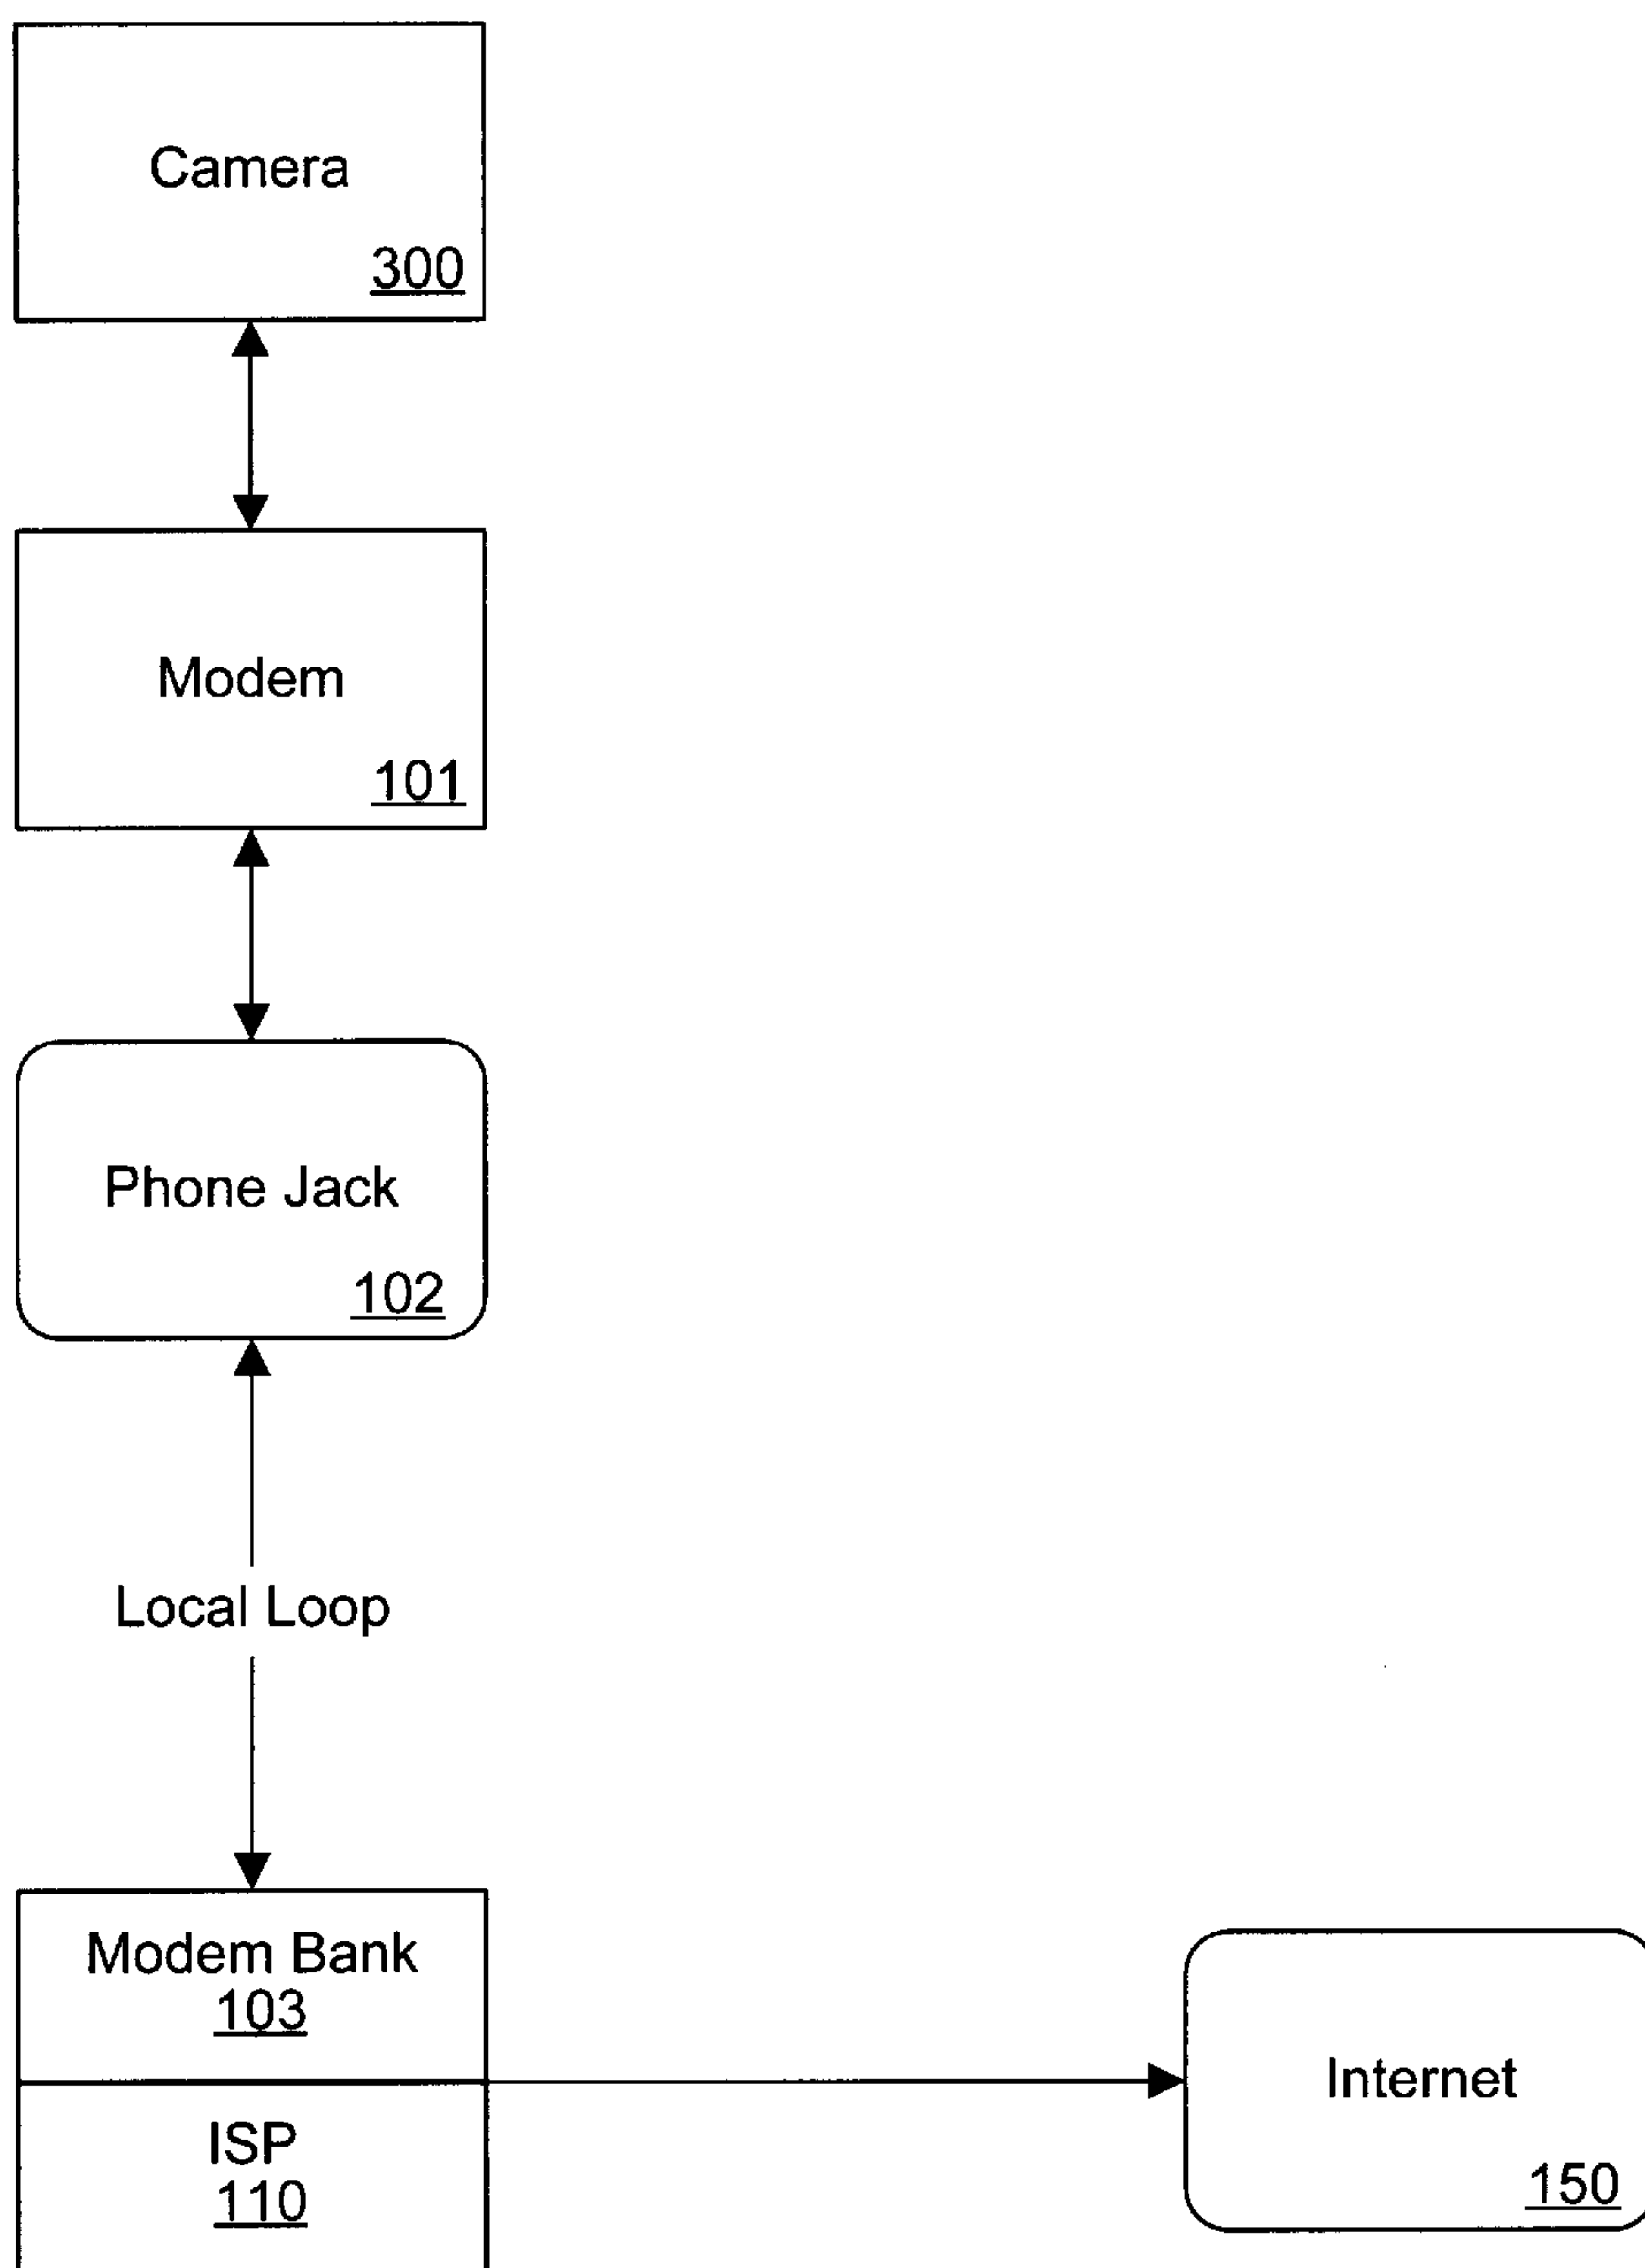 Camera
300
Modem
101
Phone Jack
102
Local Loop
Modem Bank
103
ISP
110
Internet
150